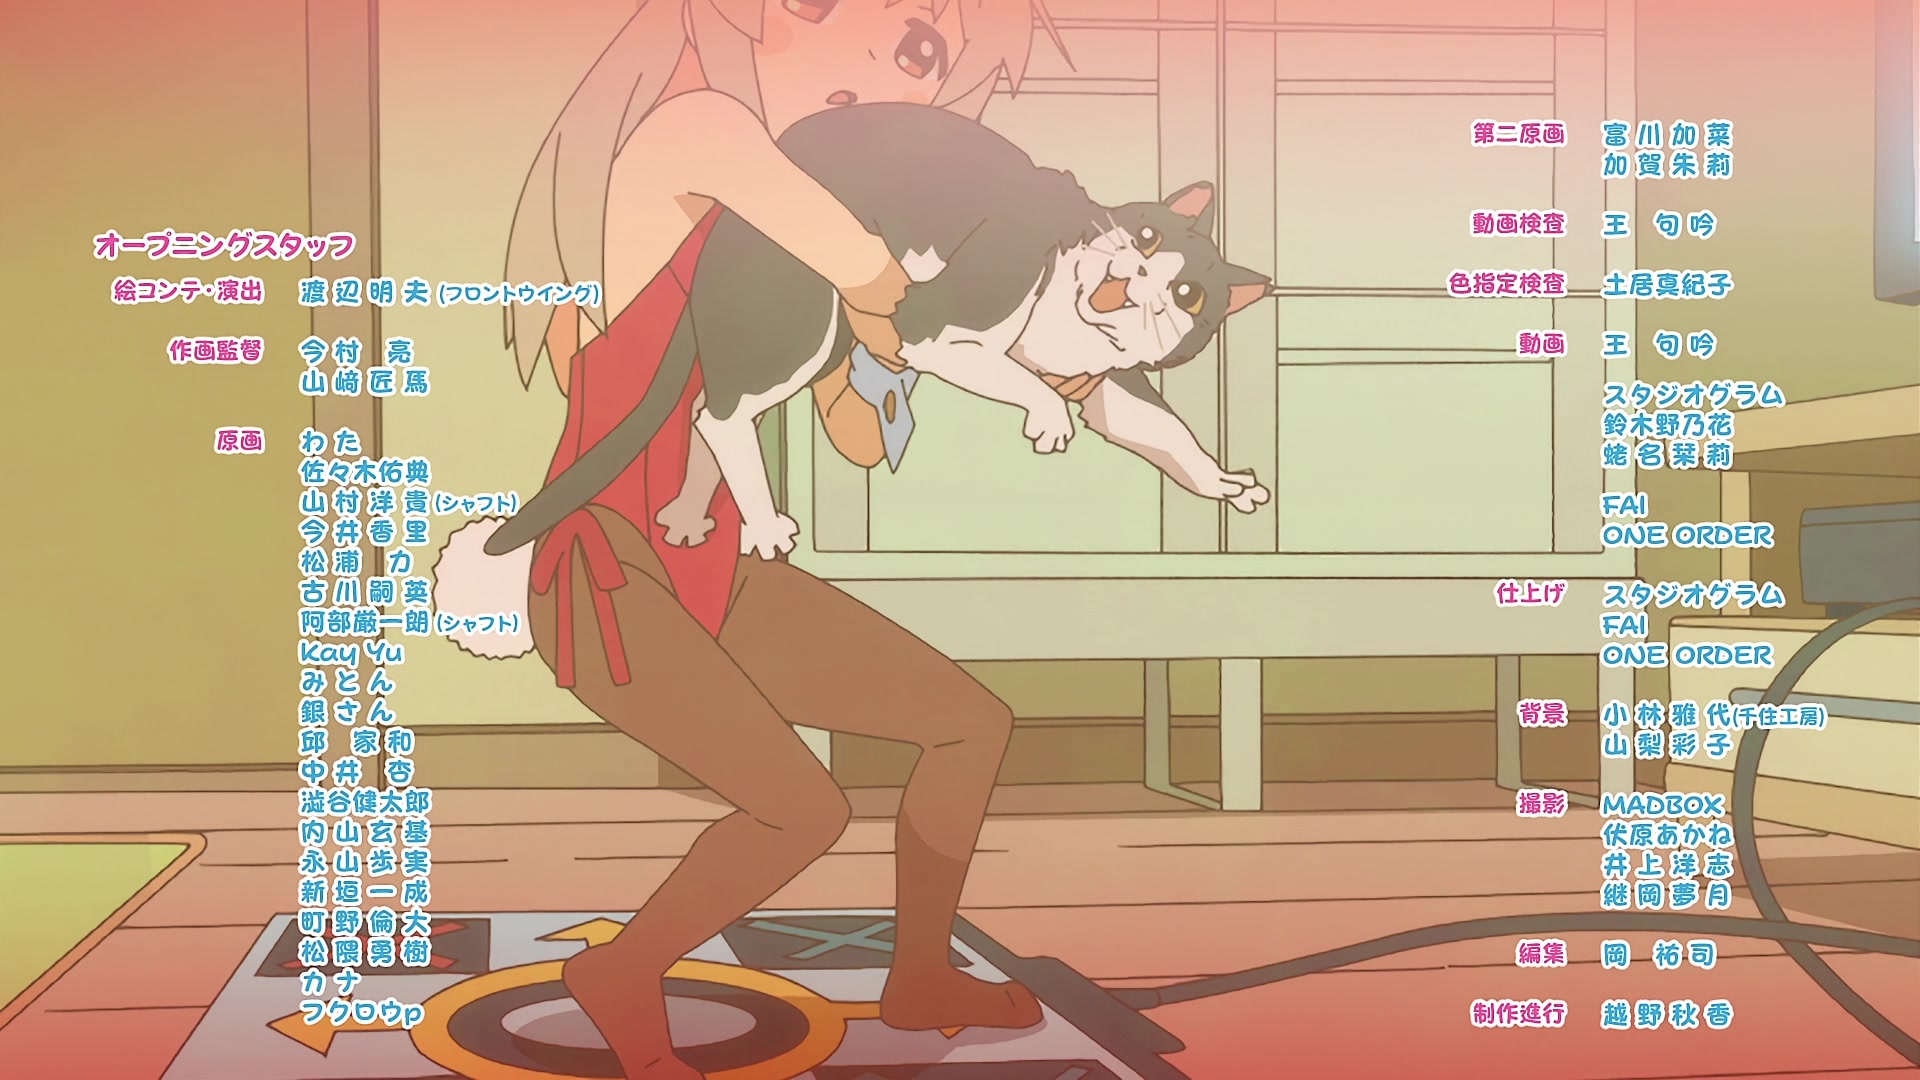 オープニングスタッフ
絵コンテ・演出 渡辺明夫(フロントウイング)
作画監督 今村 亮
山﨑匠馬
原画 わた
佐々木佑典
山村洋貴(シャフト)
今井香里
松浦 力
古川嗣英
阿部厳一朗(シャフト)
Kay Yu
みとん
銀さん
邱 家和
中井 杏
澁谷健太郎
内山玄基
永山歩実
新垣一成
町野倫大
松隈勇樹
カナ
フクロウp
第二原画 富川加菜
加賀朱莉
動画検査 王 句吟
色指定検査 土居真紀子
動画 王 句吟
スタジオグラム
鈴木野乃花
蛯名栞莉
FAI
ONE ORDER
仕上げ スタジオグラム
FAI
ONE ORDER
背景 小林雅代(千住工房)
山梨彩子
撮影 MADBOX
伏原あかね
井上洋志
継岡夢月
編集 岡 祐司
制作進行 越野秋香